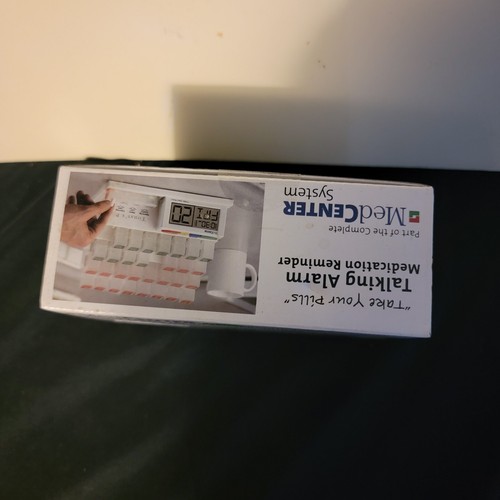 "Take Your Pills"
Talking Alarm
Medication Reminder
Part of the Complete
MedCenter
System